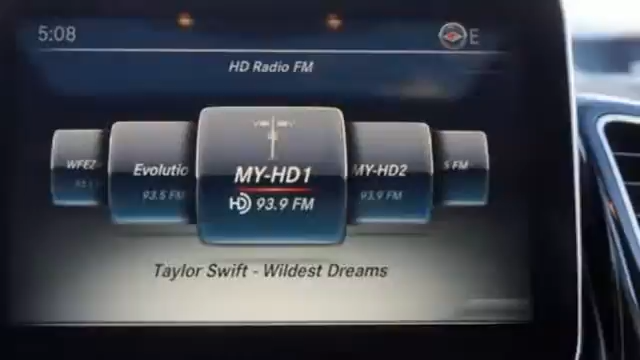 5:08
E
HD Radio FM
WFEZ
Evolutio
93.5 FM
MY-HD1
HD 93.9 FM
MY-HD2
93.9 FM
5 FM
Taylor Swift - Wildest Dreams